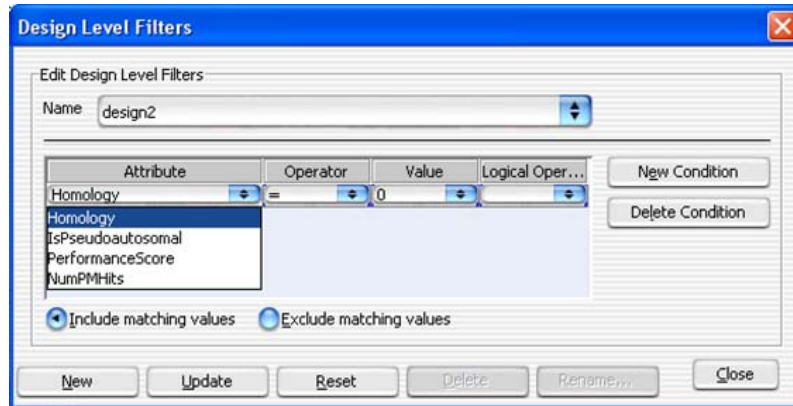 Design Level Filters
Edit Design Level Filters
Name design2
Attribute Operator Value Logical Oper... New Condition
Homology = 0
Homology Delete Condition
IsPseudoautosomal
PerformanceScore
NumPMHits
Include matching values Exclude matching values
New Update Reset Delete Rename... Close